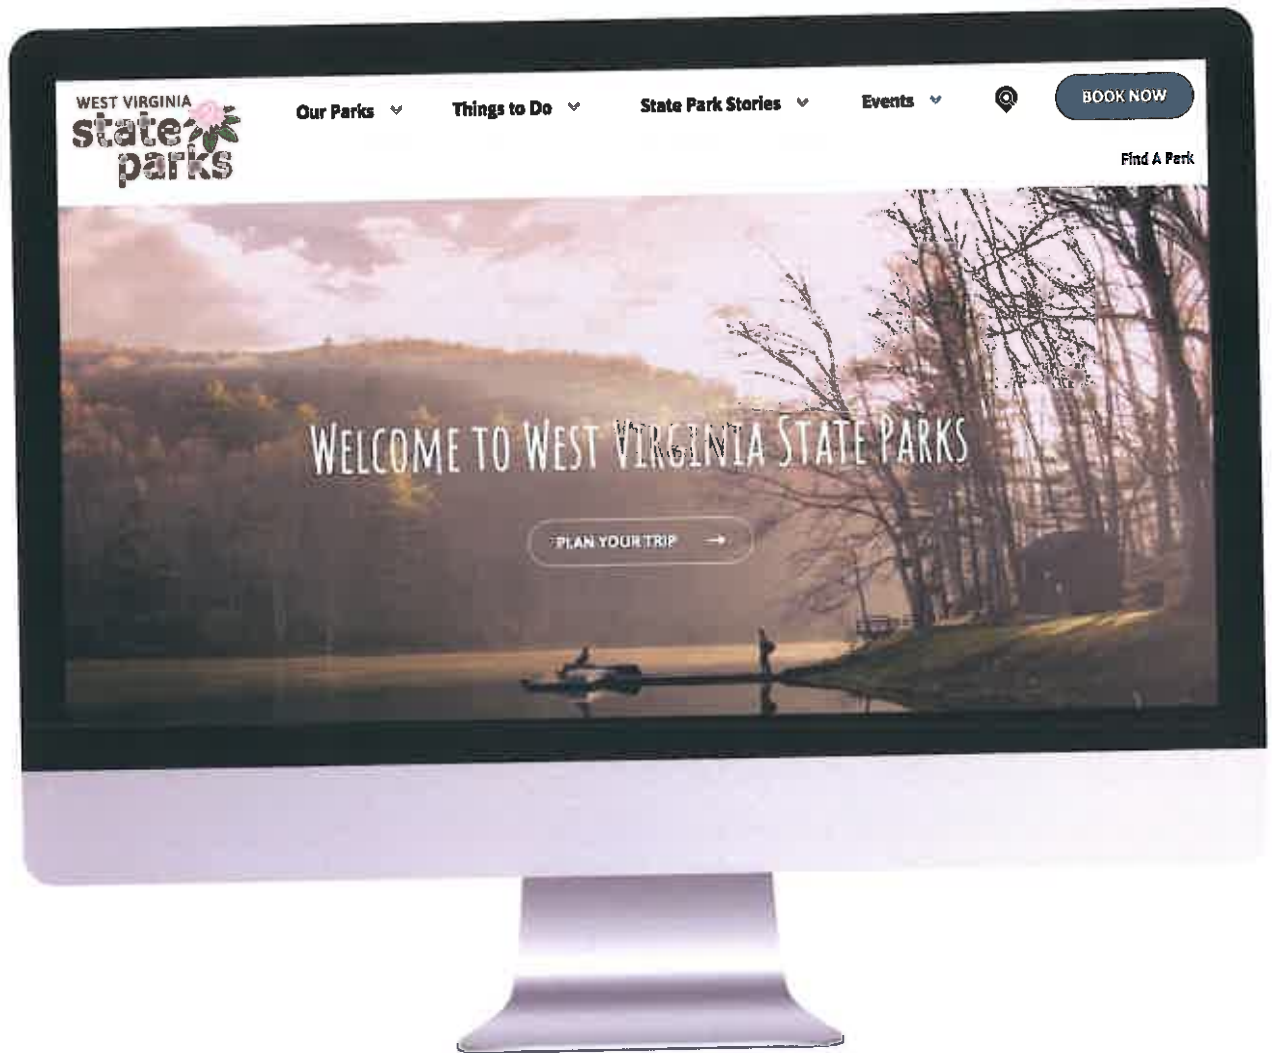 WEST VIRGINIA
state
parks
Our Parks
Things to Do
State Park Stories
Events
BOOK NOW
Find A Park
WELCOME TO WEST VIRGINIA STATE PARKS
PLAN YOUR TRIP →